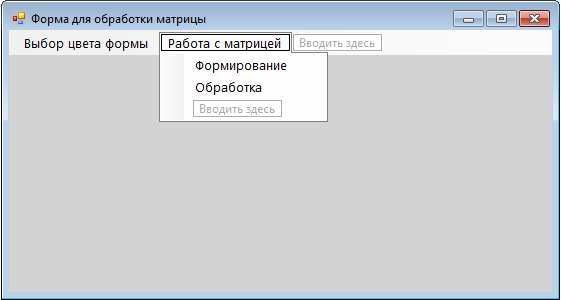 Форма для обработки матрицы
Выбор цвета формы Работа с матрицей Вводить здесь
Формирование
Обработка
Вводить здесь